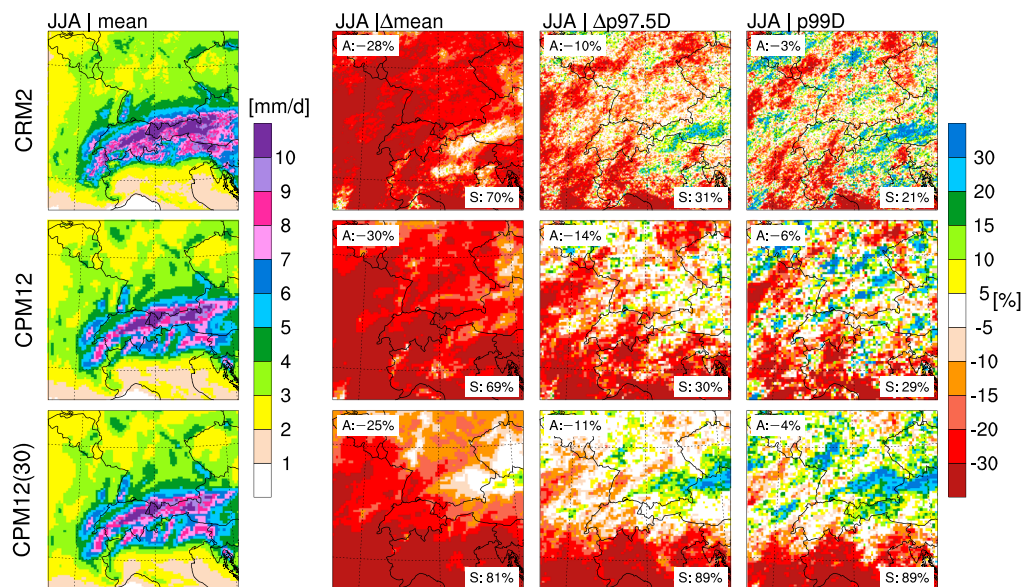 JJA | mean
JJA |Δmean
JJA | Δp97.5D
JJA | p99D
CRM2
A:−28%
A:−10%
A:−3%
S: 70%
S: 31%
S: 21%
[mm/d]
10
9
8
7
6
5
4
3
2
1
CPM12
A:−30%
A:−14%
A:−6%
S: 69%
S: 30%
S: 29%
30
20
15
10
5
[%]
-5
-10
-15
-20
-30
CPM12(30)
A:−25%
A:−11%
A:−4%
S: 81%
S: 89%
S: 89%